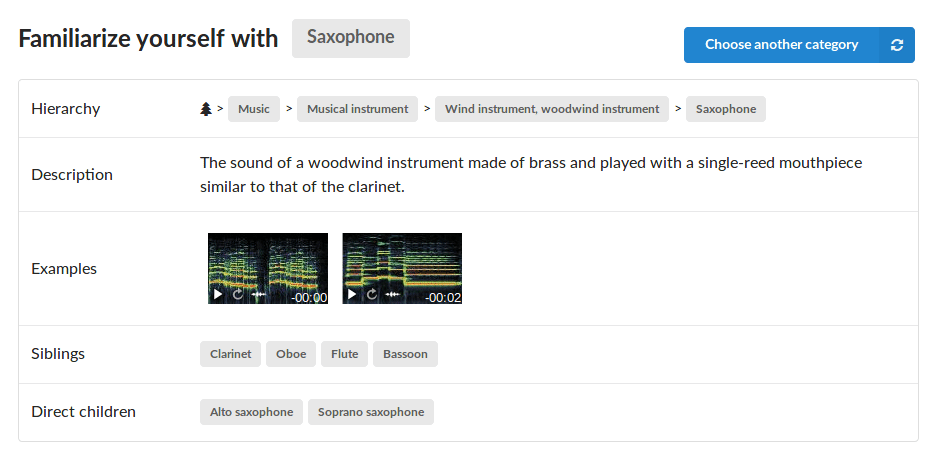 Familiarize yourself with Saxophone
Choose another category
Hierarchy
> Music > Musical instrument > Wind instrument, woodwind instrument > Saxophone
Description
The sound of a woodwind instrument made of brass and played with a single-reed mouthpiece
similar to that of the clarinet.
Examples
-00:00 -00:02
Siblings
Clarinet Oboe Flute Bassoon
Direct children
Alto saxophone Soprano saxophone